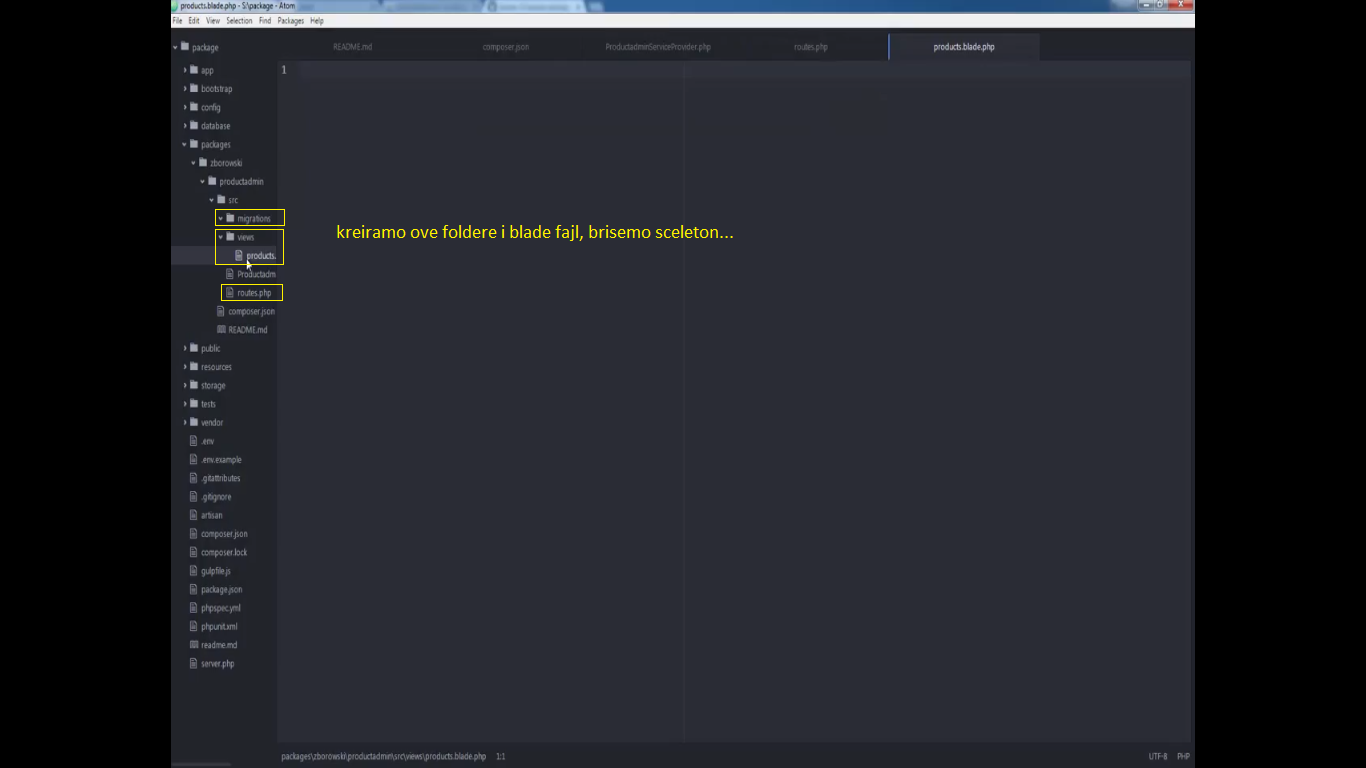 products.blade.php - S:\package - Atom
File Edit View Selection Find Packages Help
package
README.md composer.json ProductadminServiceProvider.php routes.php products.blade.php
app
1
bootstrap
config
database
packages
zborowski
productadmin
src
migrations
kreiramo ove foldere i blade fajl, brisemo sceleton...
views
products.
Productadm
routes.php
composer.json
README.md
public
resources
storage
tests
vendor
.env
.env.example
.gitattributes
.gitignore
artisan
composer.json
composer.lock
gulpfile.js
package.json
phpspec.yml
phpunit.xml
readme.md
server.php
packages\zborowski\productadmin\src\views\products.blade.php 1:1 UTF-8 PHP